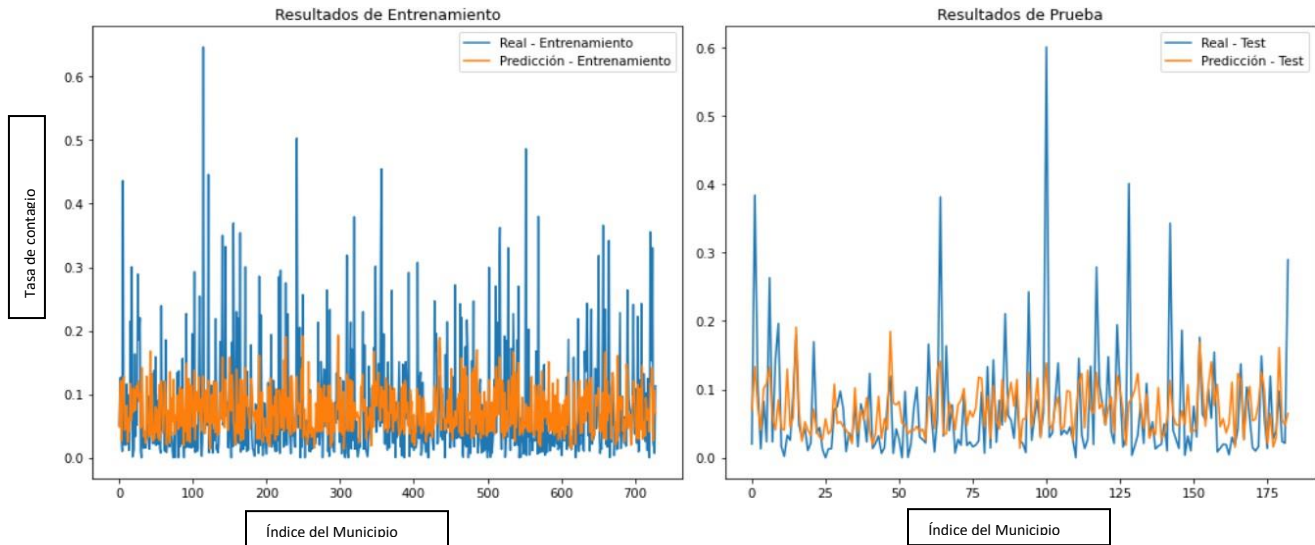 Resultados de Entrenamiento
Real - Entrenamiento
Predicción - Entrenamiento
0.6
0.5
0.4
0.3
0.2
0.1
0.0
0 100 200 300 400 500 600 700
Tasa de contagio
Índice del Municipio
Resultados de Prueba
Real - Test
Predicción - Test
0.6
0.5
0.4
0.3
0.2
0.1
0.0
0 25 50 75 100 125 150 175
Índice del Municipio